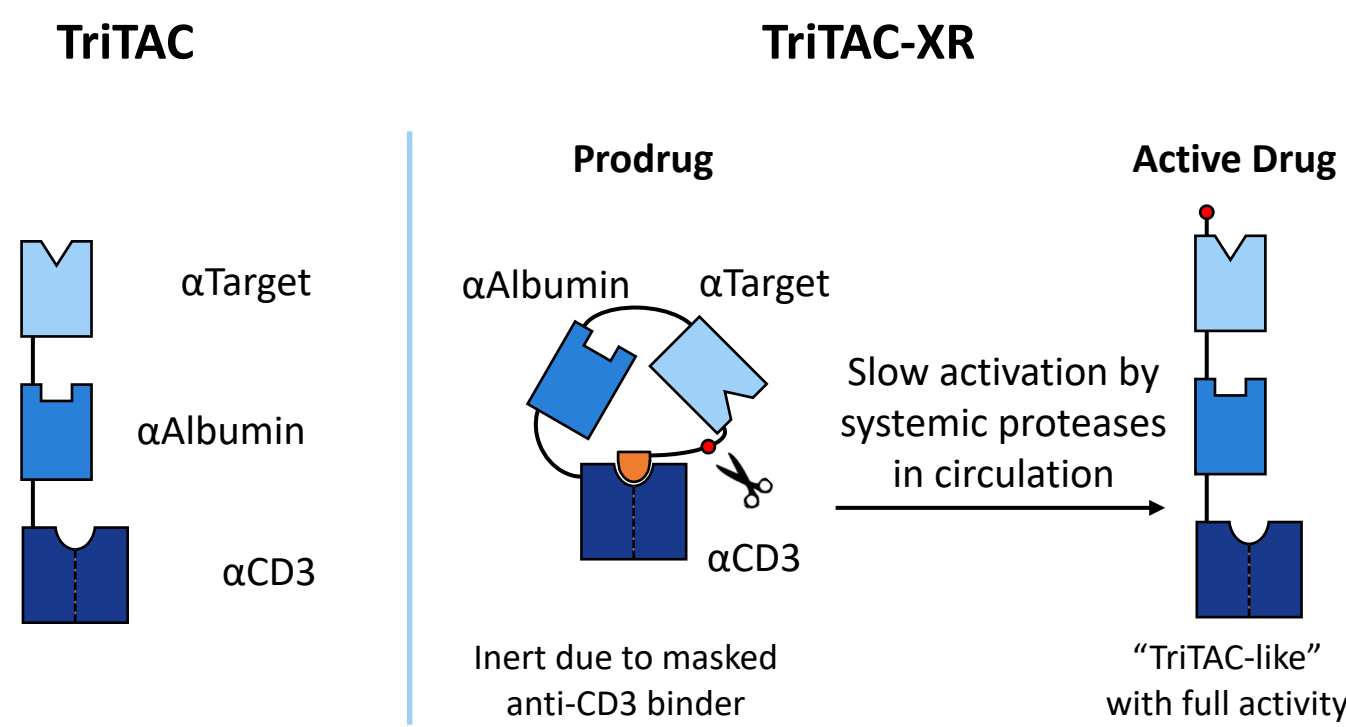 TriTAC
αTarget
αAlbumin
αCD3
TriTAC-XR
Prodrug
αAlbumin
αTarget
αCD3
Inert due to masked
anti-CD3 binder
Slow activation by
systemic proteases
in circulation
Active Drug
“TriTAC-like”
with full activity